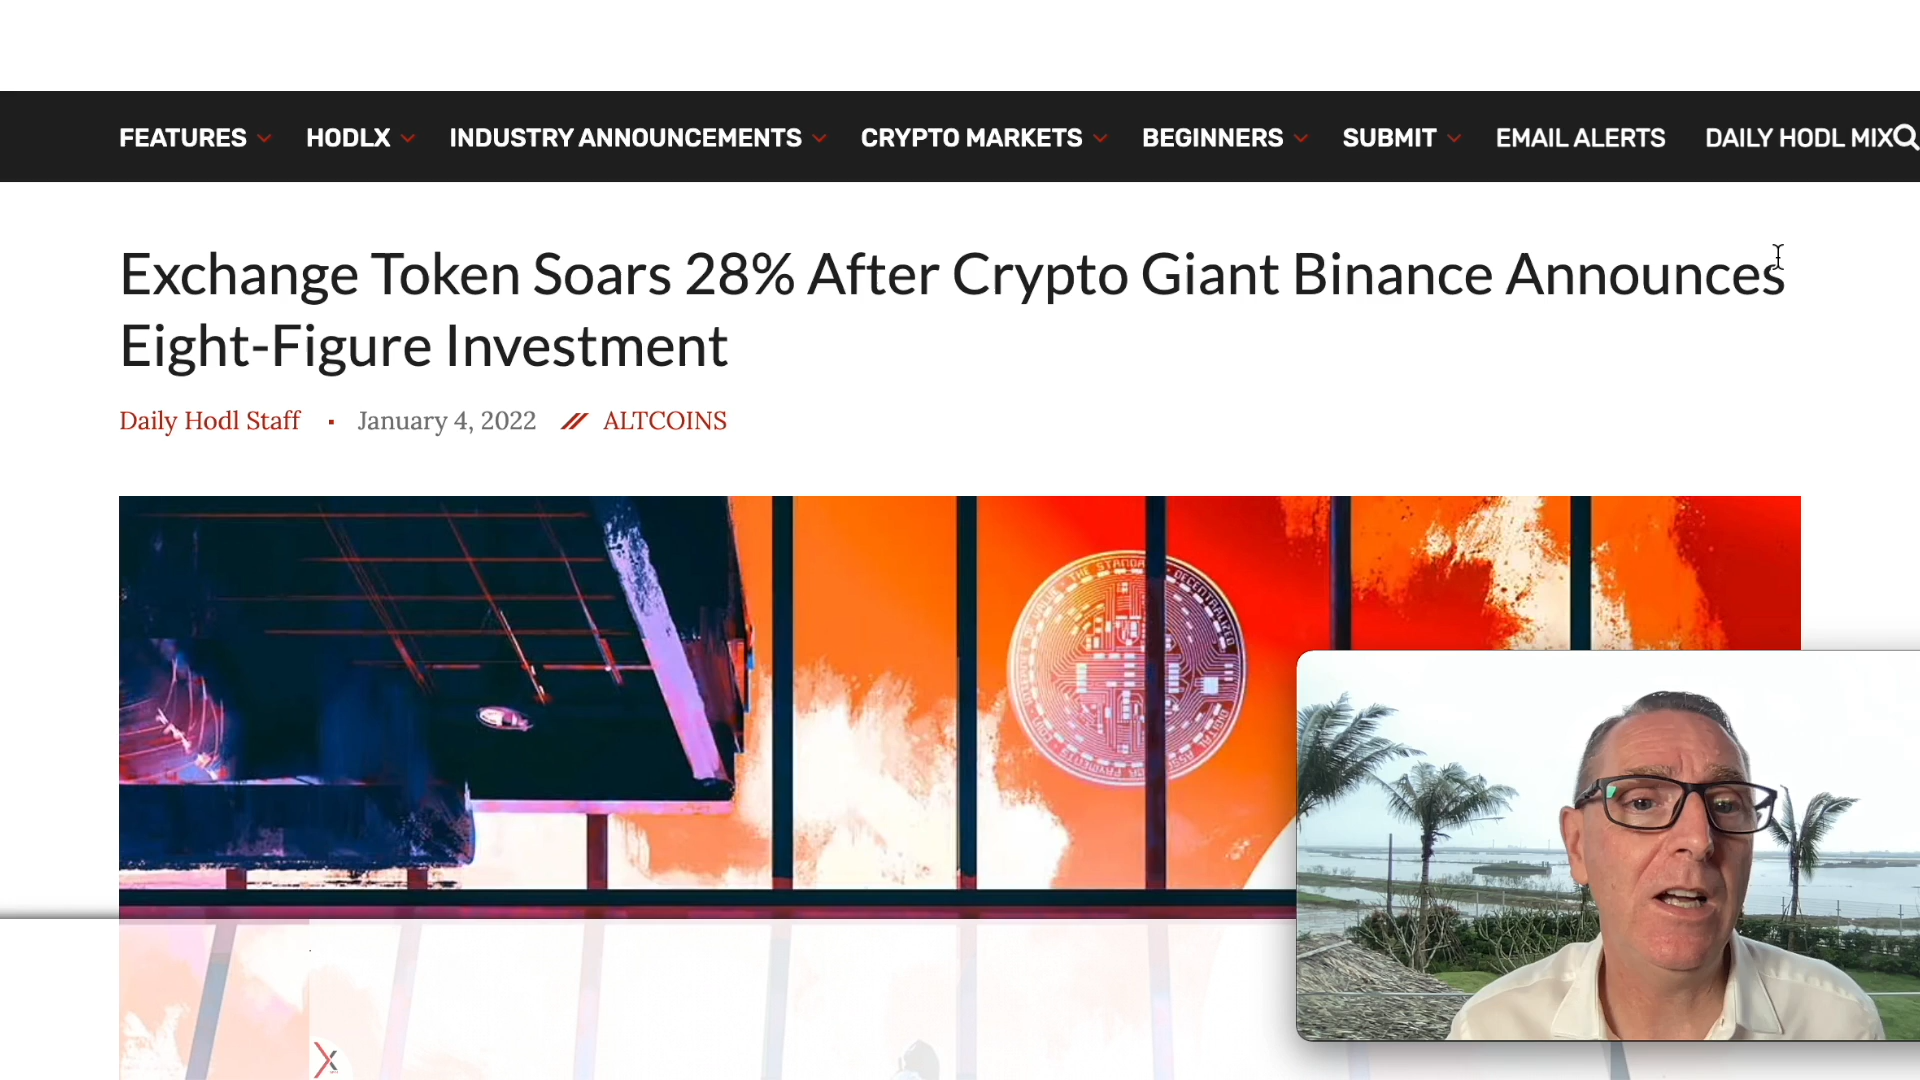 FEATURES HODLX INDUSTRY ANNOUNCEMENTS CRYPTO MARKETS BEGINNERS SUBMIT EMAIL ALERTS DAILY HODL MIX
Exchange Token Soars 28% After Crypto Giant Binance Announces
Eight-Figure Investment
Daily Hodl Staff · January 4, 2022 // ALTCOINS